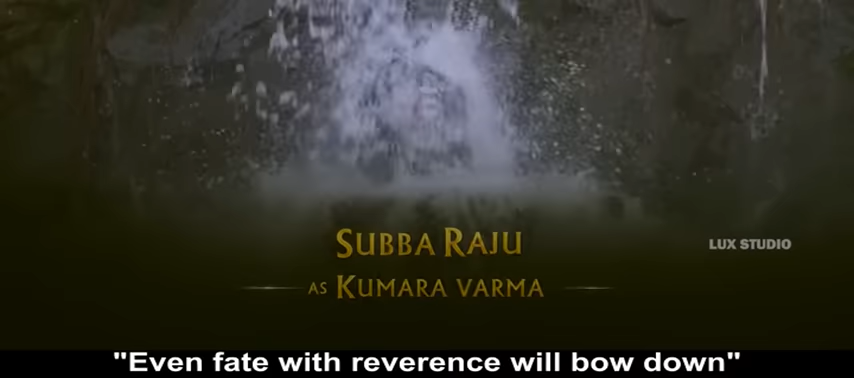 SUBBA RAJU
LUX STUDIO
AS KUMARA VARMA
"Even fate with reverence will bow down"